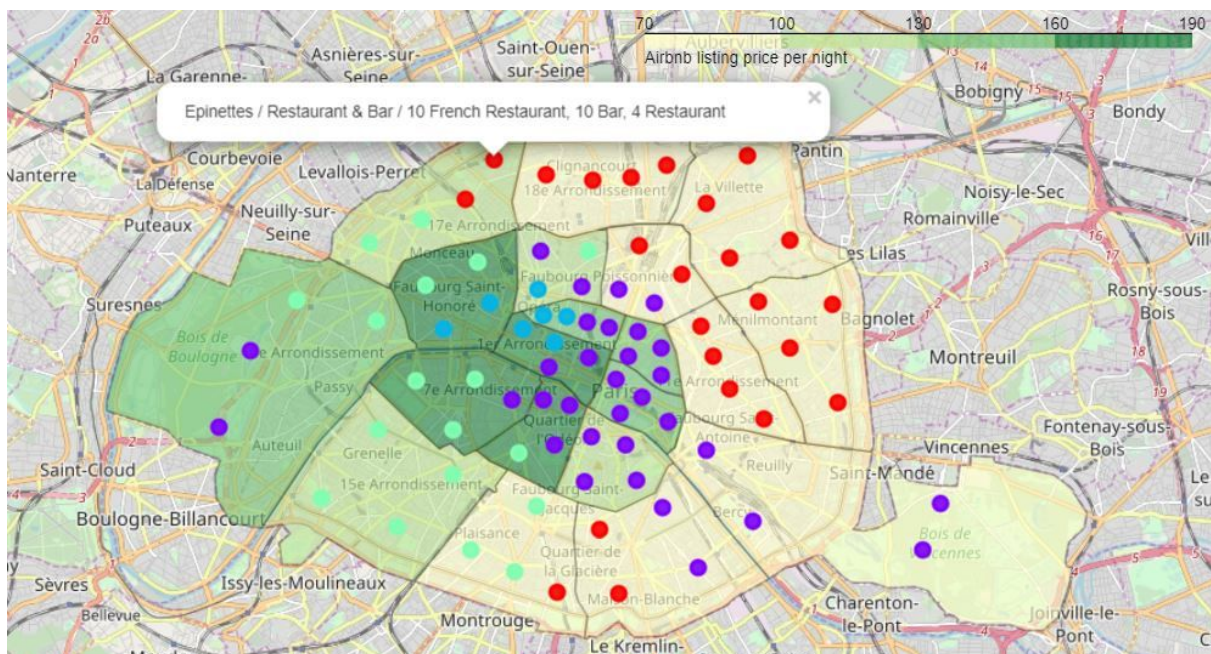 70 100 130 160 190
Airbnb listing price per night
Epinettes / Restaurant & Bar / 10 French Restaurant, 10 Bar, 4 Restaurant
×
Asnières-sur-
Seine
Saint-Ouen-
sur-Seine
Aubervilliers
La Garenne-
Bobigny
Bondy
Courbevoie
Levallois-Perret
Clignancourt
18e Arrondissement
La Villette
Pantin
Nanterre
La Défense
Noisy-le-Sec
Neuilly-sur-
Seine
Puteaux
17e Arrondissement
Monceau
Romainville
Les Lilas
Faubourg Poissonnière
Suresnes
Faubourg Saint-
Honoré
Rosny-sous-
Bois
Bois de
Boulogne
Ménilmontant
Bagnolet
1er Arrondissement
e Arrondissement
Montreuil
Passy
7e Arrondissement
Paris
e Arrondissement
Auteuil
Quartier de
l'Odéon
Faubourg Saint-
Antoine
Fontenay-sous-
Bois
Grenelle
Vincennes
Saint-Cloud
15e Arrondissement
Reuilly
Saint-Mandé
Faubourg Saint-
Jacques
Boulogne-Billancourt
Plaisance
Bercy
Bois de
Vincennes
Quartier de
la Glacière
Sèvres
Issy-les-Moulineaux
Maison-Blanche
Charenton-
le-Pont
Joinville-le-
Pont
Bellevue
Montrouge
Le Kremlin-